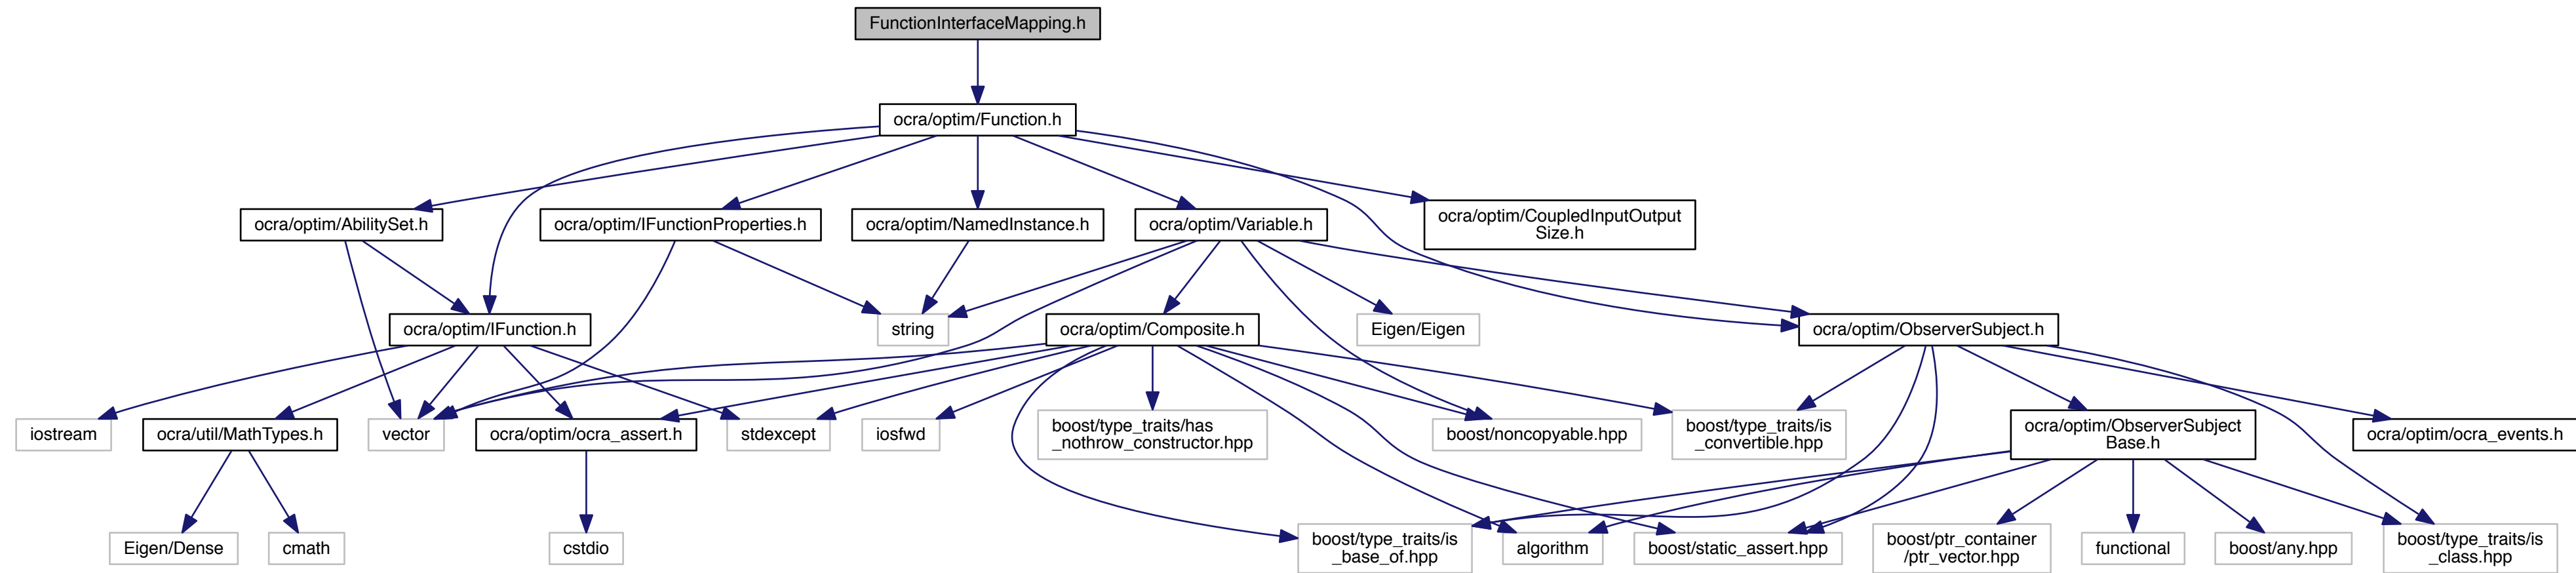 FunctionInterfaceMapping.h
ocra/optim/Function.h
ocra/optim/AbilitySet.h
ocra/optim/IFunctionProperties.h
ocra/optim/NamedInstance.h
ocra/optim/Variable.h
ocra/optim/CoupledInputOutput
Size.h
ocra/optim/IFunction.h
string
ocra/optim/Composite.h
Eigen/Eigen
ocra/optim/ObserverSubject.h
iostream
ocra/util/MathTypes.h
vector
ocra/optim/ocra_assert.h
stdexcept
iosfwd
boost/type_traits/has
_nothrow_constructor.hpp
boost/noncopyable.hpp
boost/type_traits/is
_convertible.hpp
ocra/optim/ObserverSubject
Base.h
ocra/optim/ocra_events.h
Eigen/Dense
cmath
cstdio
boost/type_traits/is
_base_of.hpp
algorithm
boost/static_assert.hpp
boost/ptr_container
/ptr_vector.hpp
functional
boost/any.hpp
boost/type_traits/is
_class.hpp